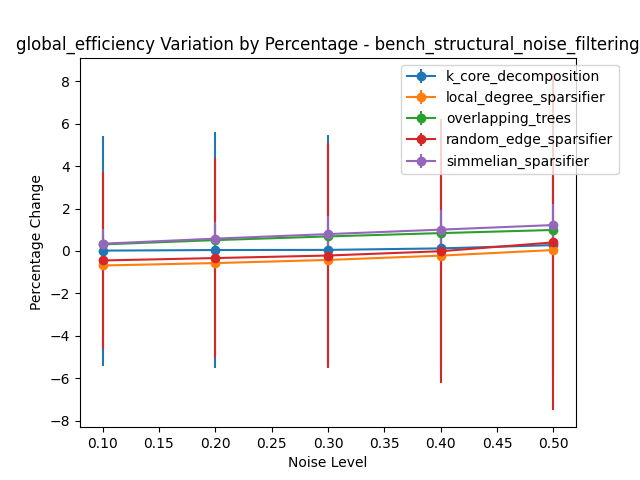 global_efficiency Variation by Percentage - bench_structural_noise_filtering
k_core_decomposition
local_degree_sparsifier
overlapping_trees
random_edge_sparsifier
simmelian_sparsifier
Percentage Change
8
6
4
2
0
−2
−4
−6
−8
0.10 0.15 0.20 0.25 0.30 0.35 0.40 0.45 0.50
Noise Level